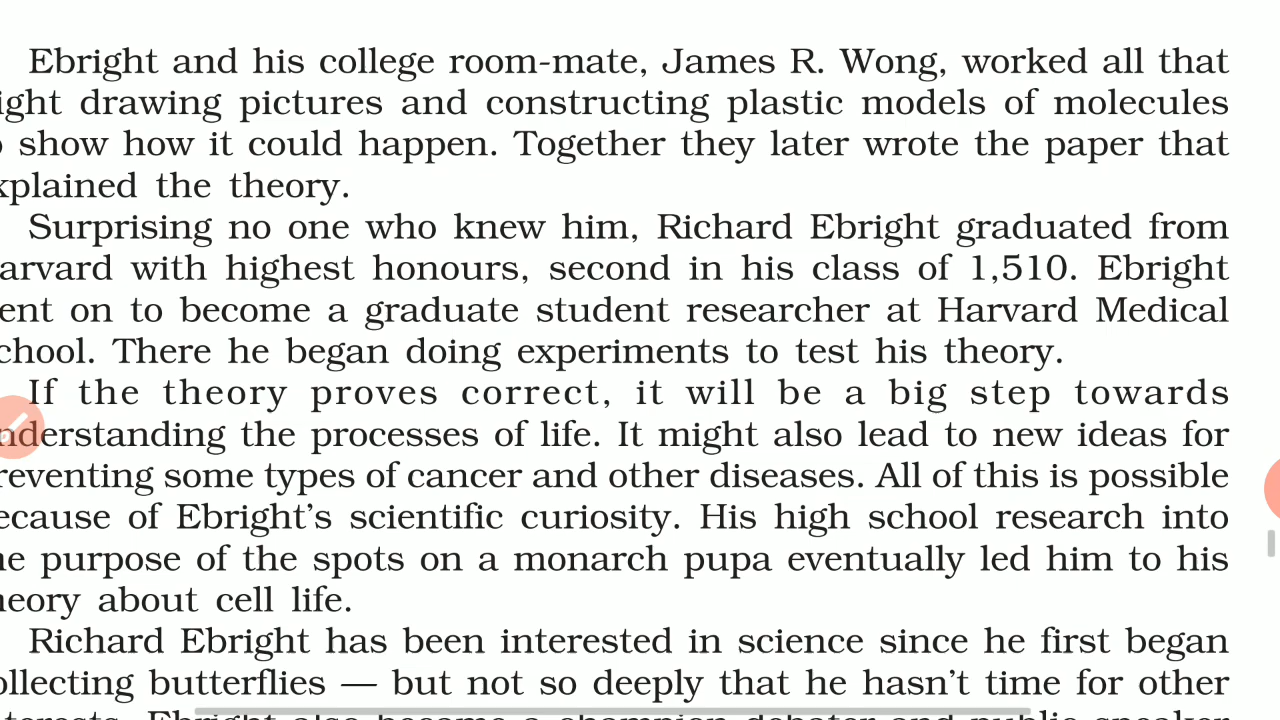 Ebright and his college room-mate, James R. Wong, worked all that
ight drawing pictures and constructing plastic models of molecules
show how it could happen. Together they later wrote the paper that
xplained the theory.
Surprising no one who knew him, Richard Ebright graduated from
arvard with highest honours, second in his class of 1,510. Ebright
ent on to become a graduate student researcher at Harvard Medical
chool. There he began doing experiments to test his theory.
If the theory proves correct, it will be a big step towards
nderstanding the processes of life. It might also lead to new ideas for
reventing some types of cancer and other diseases. All of this is possible
ecause of Ebright's scientific curiosity. His high school research into
he purpose of the spots on a monarch pupa eventually led him to his
heory about cell life.
Richard Ebright has been interested in science since he first began
ollecting butterflies — but not so deeply that he hasn't time for other
Ebright also became a champion debater and public speaker